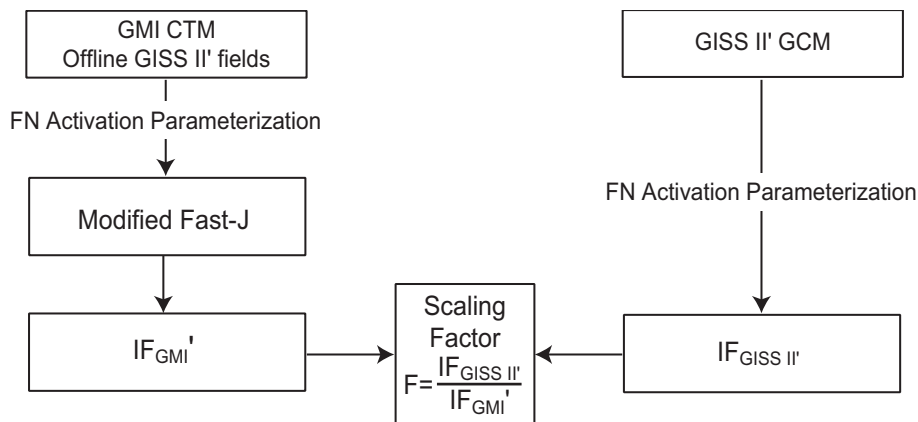 GMI CTM
Offline GISS II' fields
FN Activation Parameterization
Modified Fast-J
IFGMI'
GISS II' GCM
FN Activation Parameterization
IFGISS II'
Scaling
Factor
F=IFGISS II'
IFGMI'